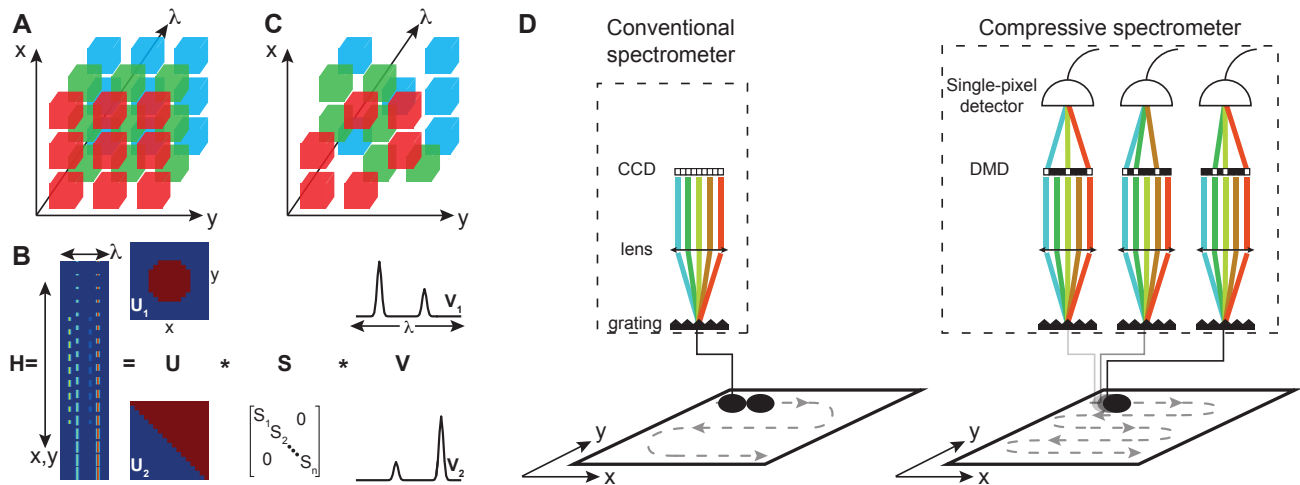 A
λ
x
y
C
λ
x
y
B
λ
U₁
y
x
V₁
λ
H=
=
U
*
S
*
V
x,y
U₂
S₁
0
S₂
0
Sₙ
V₂
D
Conventional
spectrometer
CCD
lens
grating
y
x
Compressive spectrometer
Single-pixel
detector
DMD
y
x